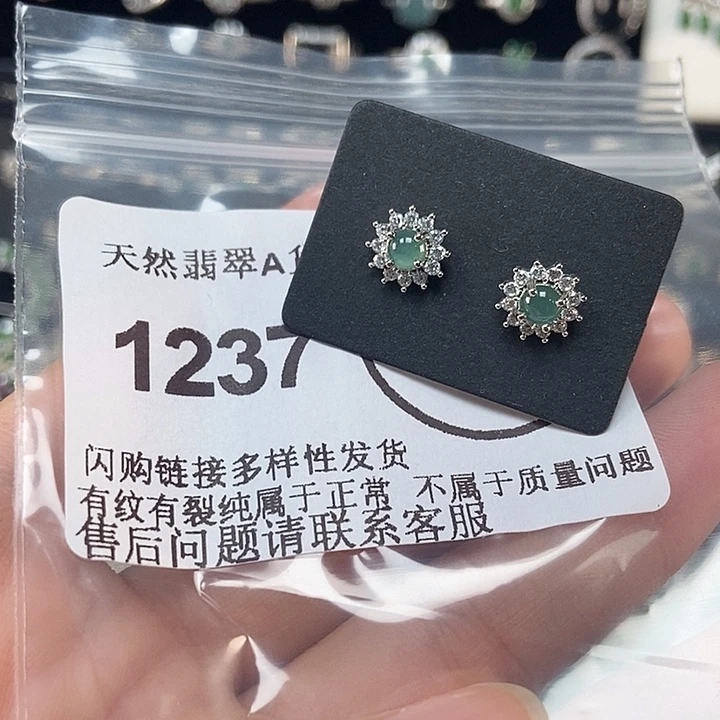 天然翡翠A
1237
闪购链接多样性发货
有纹有裂纯属于正常 不属于质量问题
售后问题请联系客服